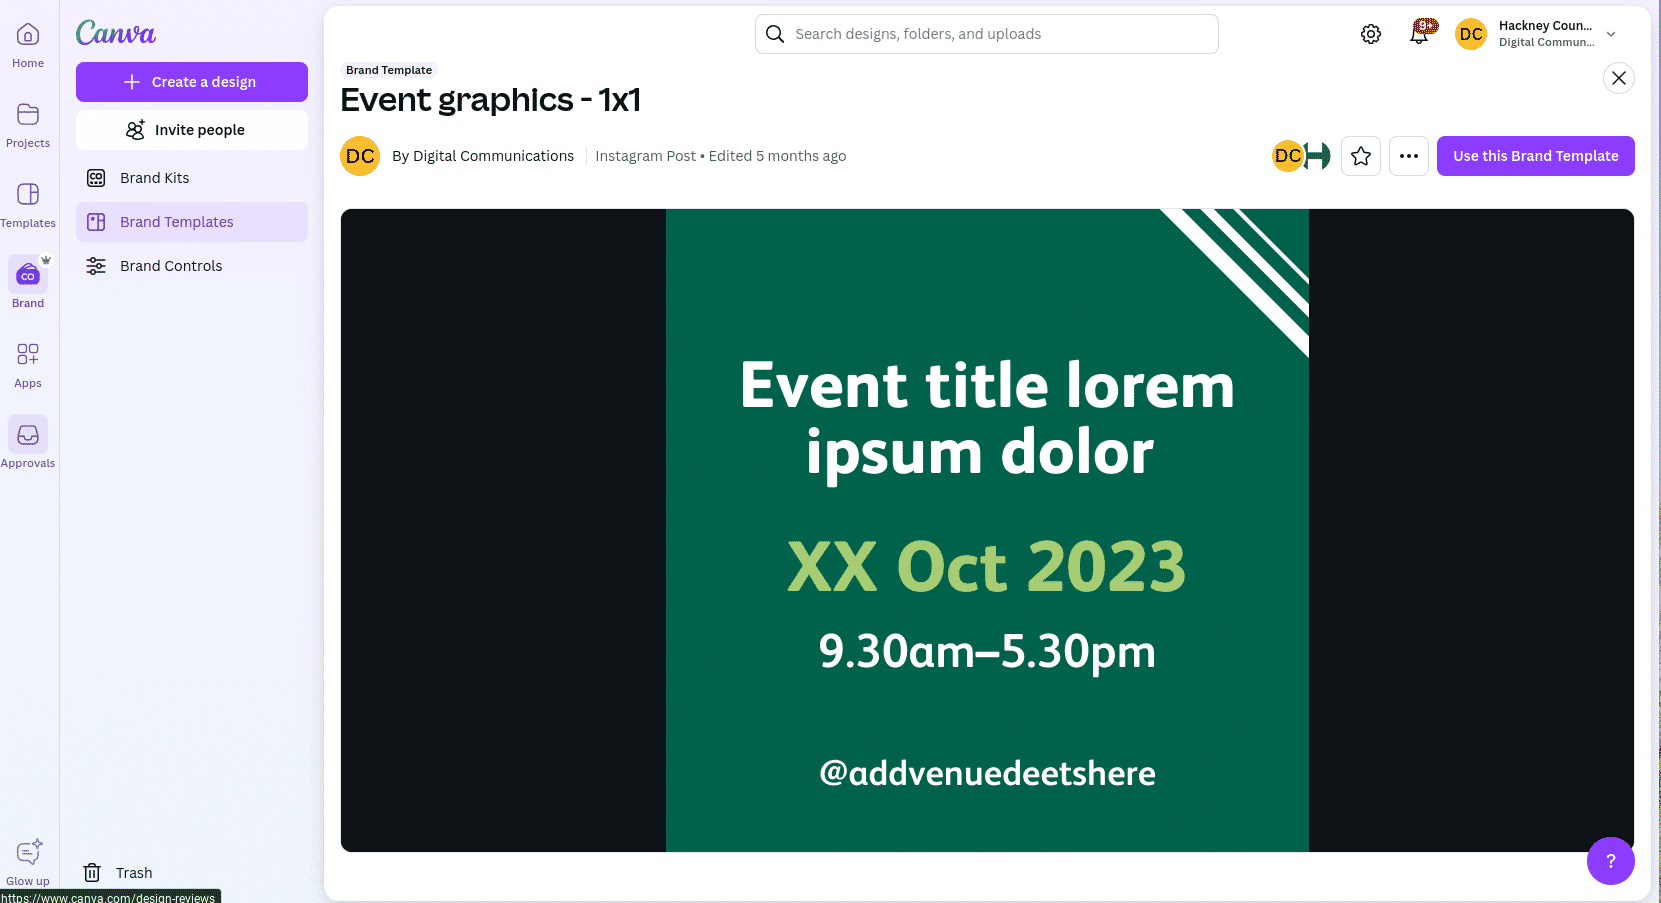 Home
Projects
Templates
CO
Brand
Apps
Approvals
Glow up
Canva
Create a design
Invite people
Brand Kits
Brand Templates
Brand Controls
Trash
https://www.canva.com/design-reviews
Search designs, folders, and uploads
9+
DC
Hackney Coun...
Digital Commun...
Brand Template
Event graphics - 1x1
DC
By Digital Communications
Instagram Post • Edited 5 months ago
DC
Use this Brand Template
Event title lorem
ipsum dolor
XX Oct 2023
9.30am–5.30pm
@addvenuedeetshere
?